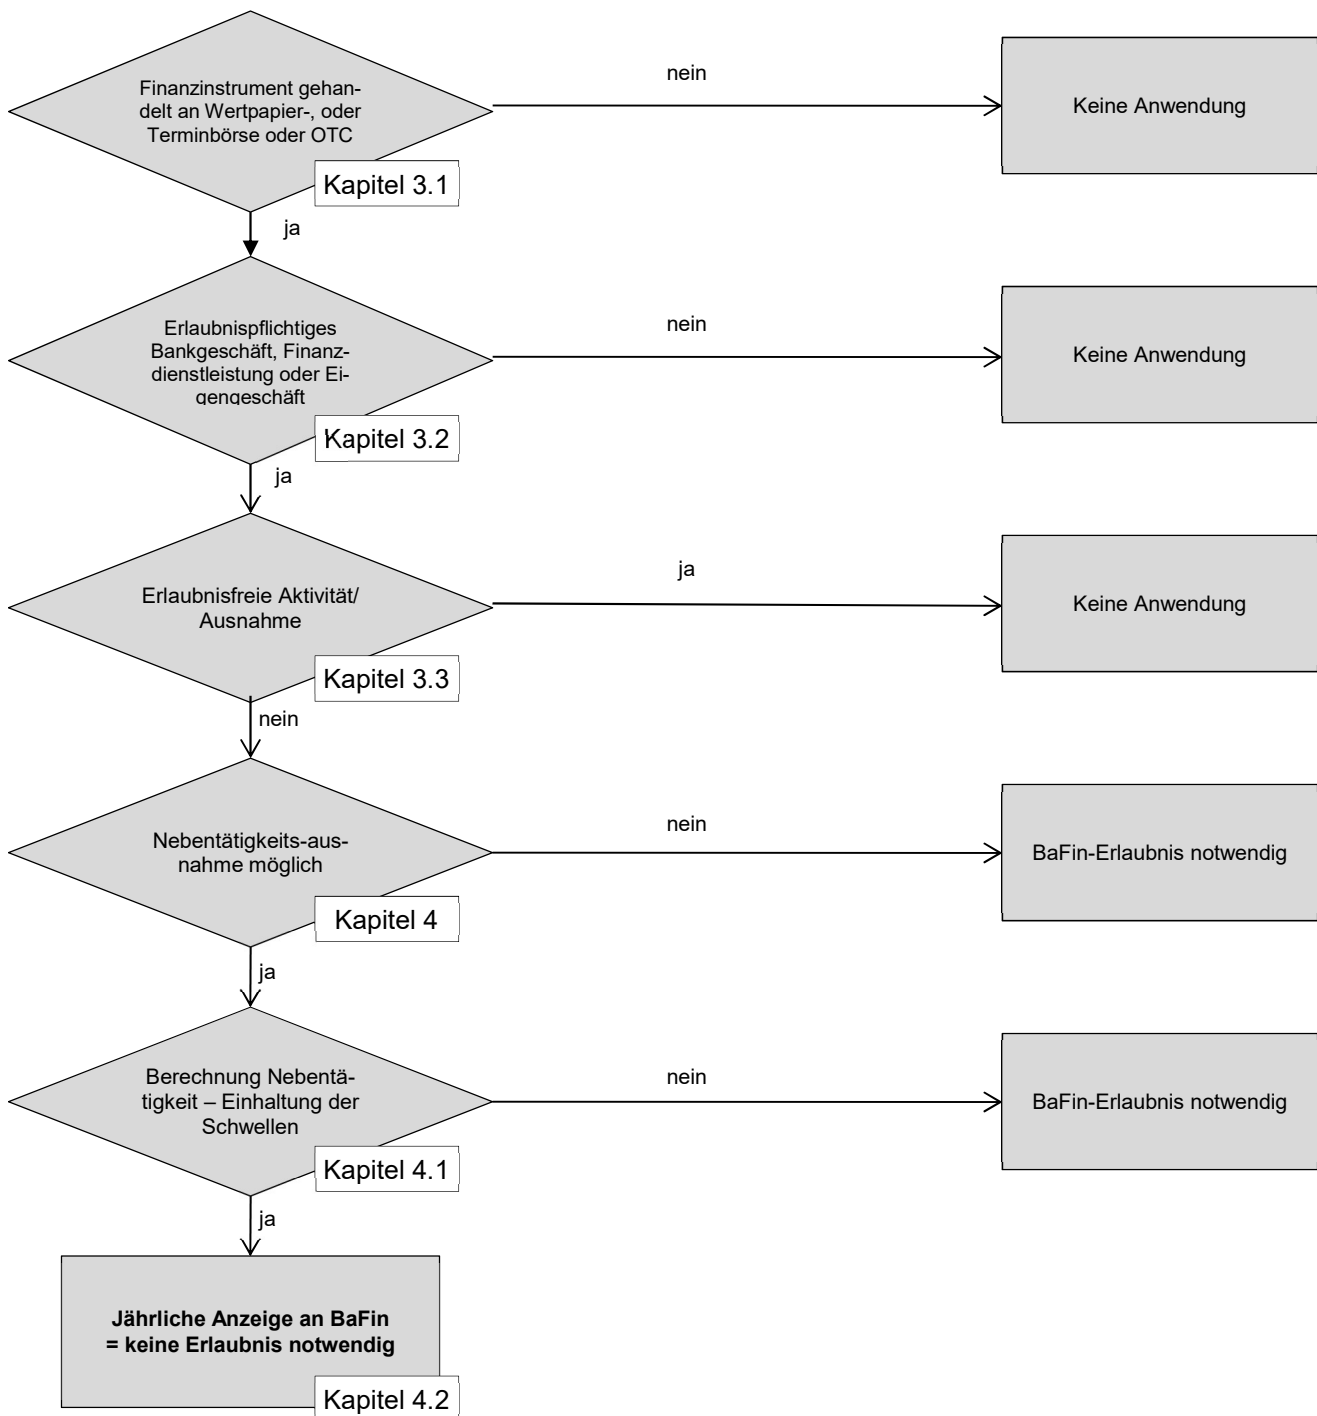 Finanzinstrument gehan-
delt an Wertpapier-, oder
Terminbörse oder OTC
Kapitel 3.1
nein
Keine Anwendung
ja
Erlaubnispflichtiges
Bankgeschäft, Finanz-
dienstleistung oder Ei-
gengeschäft
Kapitel 3.2
nein
Keine Anwendung
ja
Erlaubnisfreie Aktivität/
Ausnahme
Kapitel 3.3
ja
Keine Anwendung
nein
Nebentätigkeits-aus-
nahme möglich
Kapitel 4
nein
BaFin-Erlaubnis notwendig
ja
Berechnung Nebentä-
tigkeit – Einhaltung der
Schwellen
Kapitel 4.1
nein
BaFin-Erlaubnis notwendig
ja
Jährliche Anzeige an BaFin
= keine Erlaubnis notwendig
Kapitel 4.2